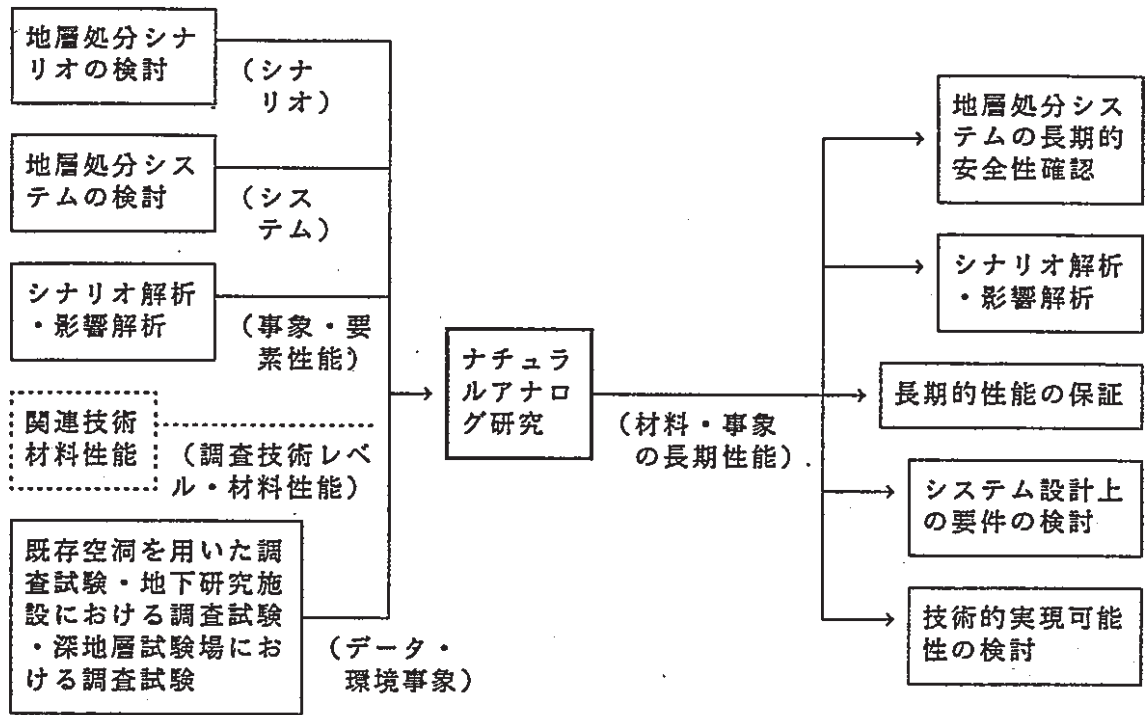 地層処分シナ
リオの検討
（シナ
リオ）
地層処分シス
テムの検討
（シス
テム）
シナリオ解析
・影響解析
（事象・要
素性能）
関連技術
材料性能
（調査技術レベ
ル・材料性能）
既存空洞を用いた調
査試験・地下研究施
設における調査試験
・深地層試験場にお
ける調査試験
（データ・
環境事象）
ナチュラ
ルアナロ
グ研究
（材料・事象
の長期性能）
地層処分シス
テムの長期的
安全性確認
シナリオ解析
・影響解析
長期的性能の保証
システム設計上
の要件の検討
技術的実現可能
性の検討